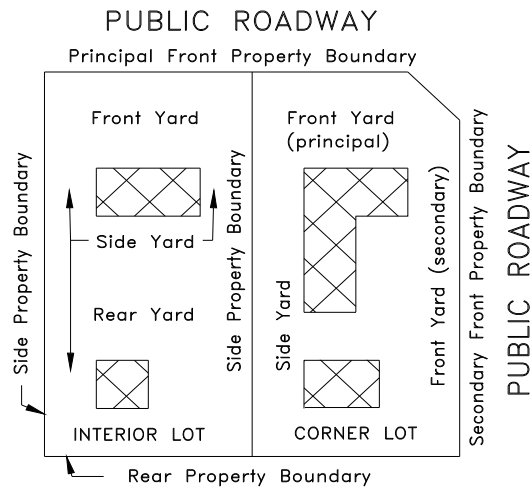 PUBLIC ROADWAY
Principal Front Property Boundary
Front Yard
Front Yard
(principal)
Side Property Boundary
Side Yard
Side Property Boundary
Rear Yard
Side Yard
Front Yard (secondary)
Secondary Front Property Boundary
PUBLIC ROADWAY
INTERIOR LOT
CORNER LOT
Rear Property Boundary